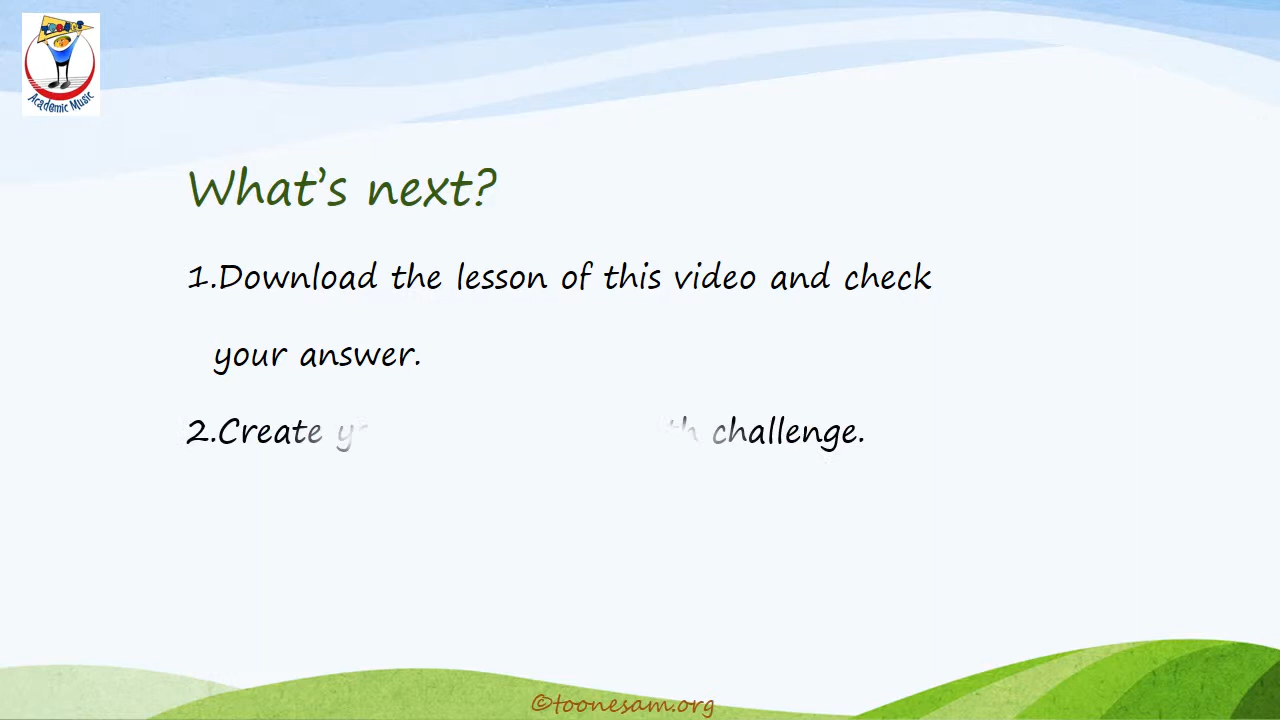 Academic Music
What's next?
1.Download the lesson of this video and check
your answer.
2.Create challenge.
©toonesam.org